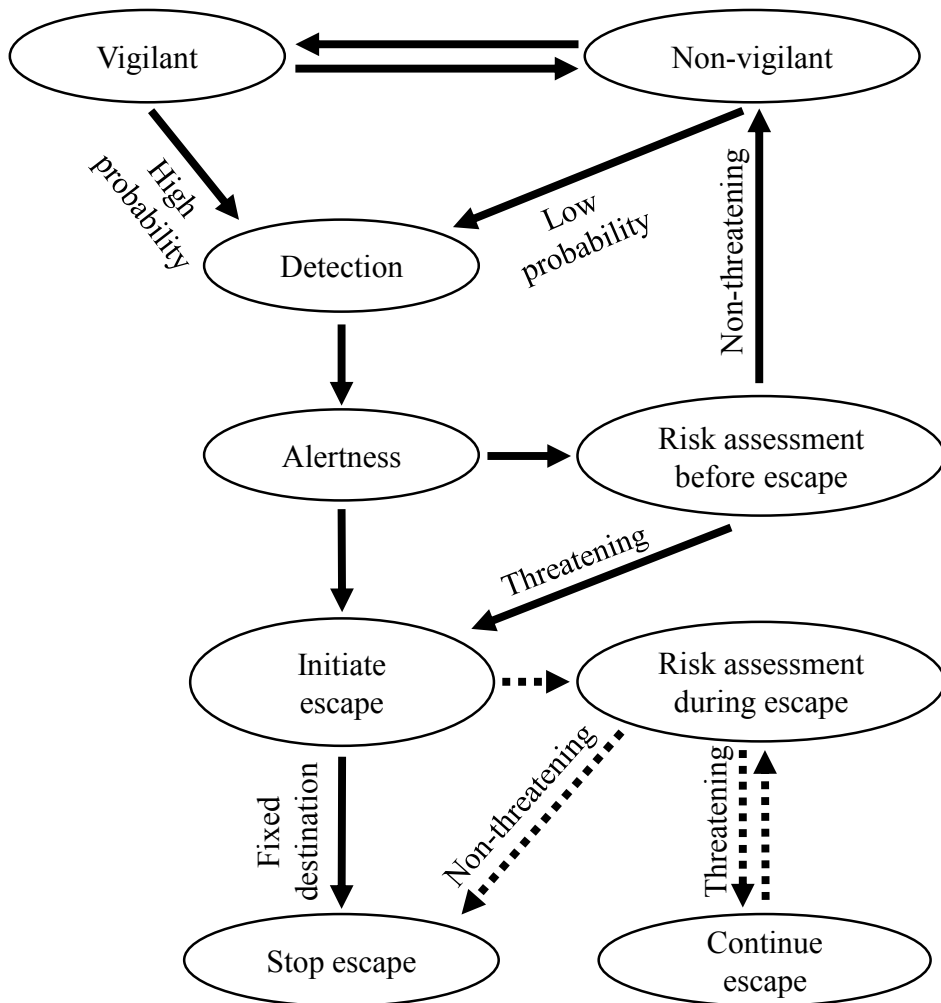 Vigilant
Non-vigilant
High
probability
Low
probability
Non-threatening
Detection
Alertness
Risk assessment
before escape
Threatening
Initiate
escape
Risk assessment
during escape
Fixed
destination
Non-threatening
Threatening
Stop escape
Continue
escape